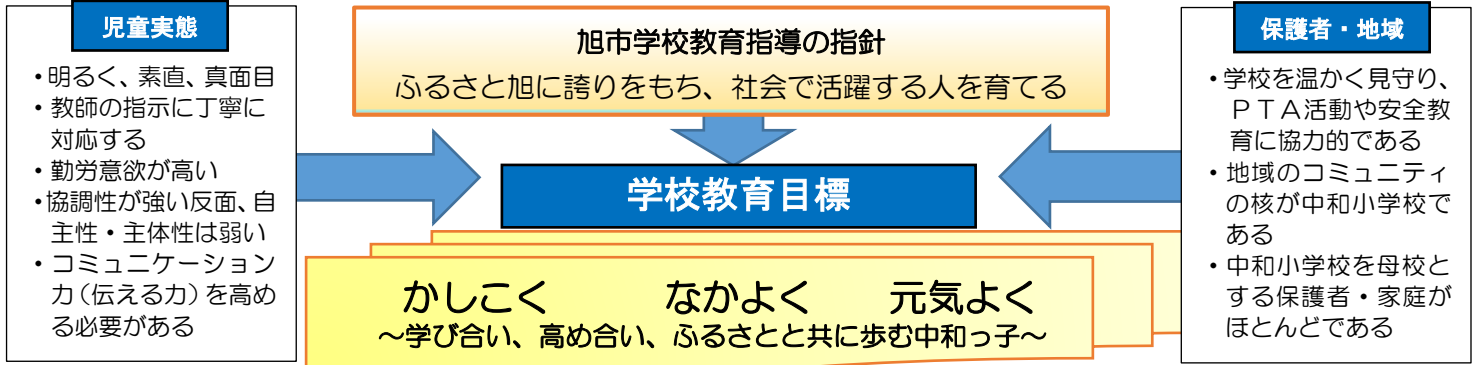 児童実態
・明るく、素直、真面目
・教師の指示に丁寧に
対応する
・勤労意欲が高い
・協調性が強い反面、自
主性・主体性は弱い
・コミュニケーション
力（伝える力）を高め
る必要がある
旭市学校教育指導の指針
ふるさと旭に誇りをもち、社会で活躍する人を育てる
学校教育目標
かしこく　なかよく　元気よく
～学び合い、高め合い、ふるさとと共に歩む中和っ子～
保護者・地域
・学校を温かく見守り、
ＰＴＡ活動や安全教
育に協力的である
・地域のコミュニティ
の核が中和小学校で
ある
・中和小学校を母校と
する保護者・家庭が
ほとんどである